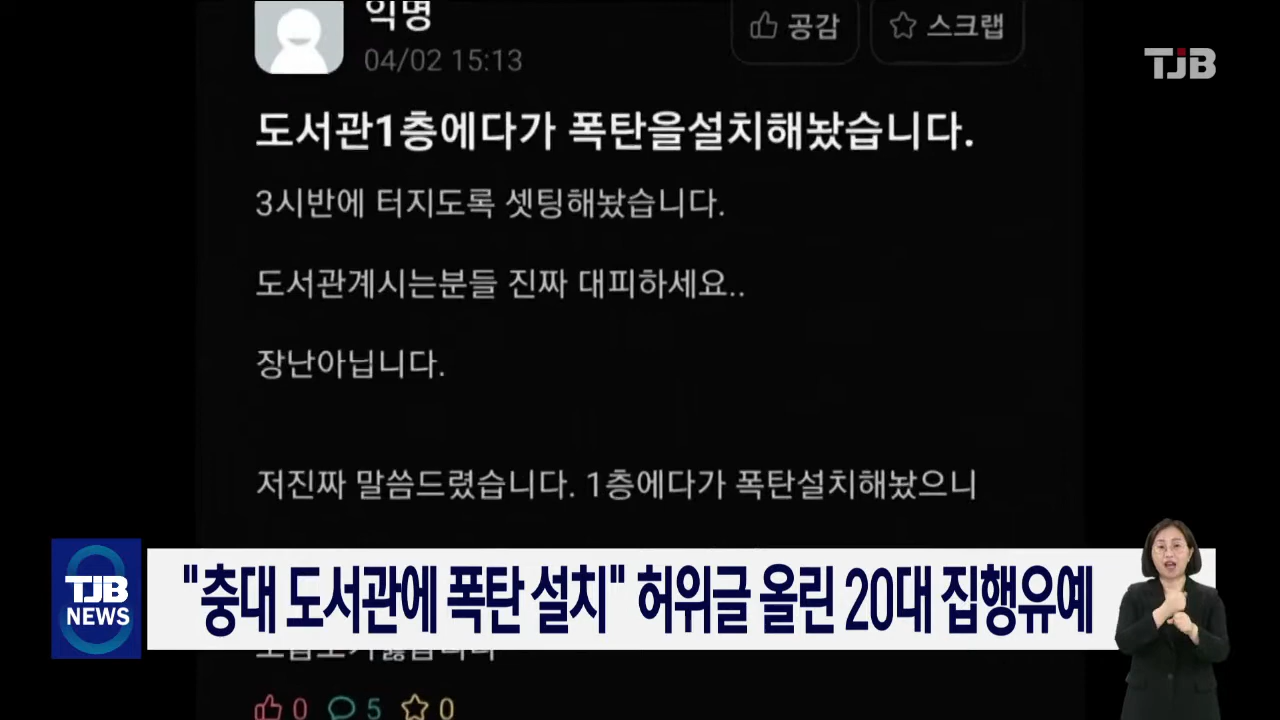 익명
04/02 15:13
공감
스크랩
TJB
도서관1층에다가 폭탄을설치해놨습니다.
3시반에 터지도록 셋팅해놨습니다.
도서관계시는분들 진짜 대피하세요..
장난아닙니다.
저진짜 말씀드렸습니다. 1층에다가 폭탄설치해놨으니
TJB
NEWS
"충대 도서관에 폭탄 설치" 허위글 올린 20대 집행유예
0
5
0